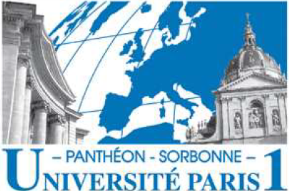 – PANTHÉON - SORBONNE –
UNIVERSITÉ PARIS 1